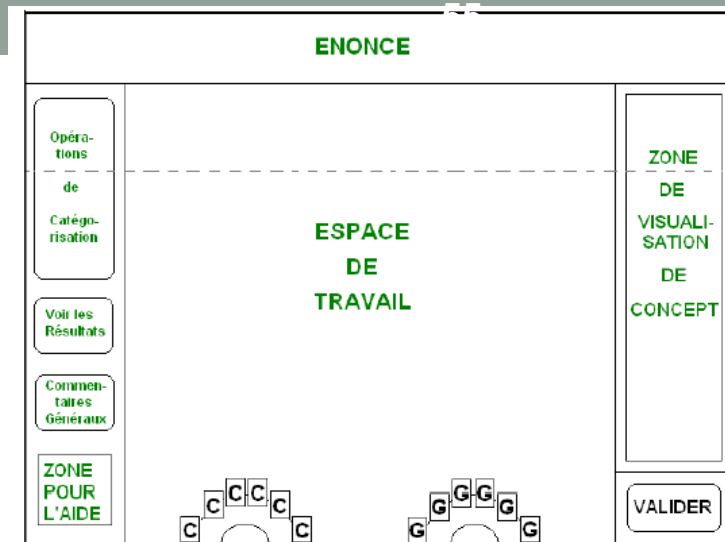 55
ENONCE
Opéra-
tions
de
Catégo-
risation
Voir les
Résultats
Commen-
taires
Généraux
ZONE
POUR
L'AIDE
ESPACE
DE
TRAVAIL
C C C C C C
G G G G G G
ZONE
DE
VISUALI-
SATION
DE
CONCEPT
VALIDER